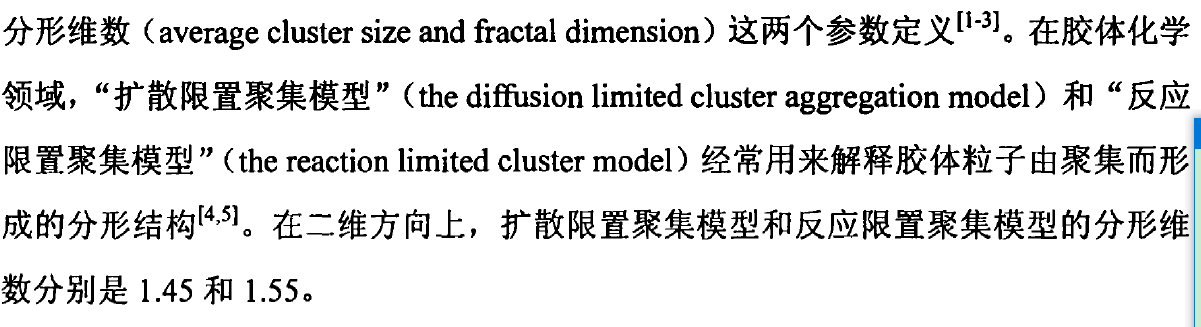 分形维数（average cluster size and fractal dimension）这两个参数定义[1-3]。在胶体化学
领域，“扩散限置聚集模型”（the diffusion limited cluster aggregation model）和“反应
限置聚集模型”（the reaction limited cluster model）经常用来解释胶体粒子由聚集而形
成的分形结构[4,5]。在二维方向上，扩散限置聚集模型和反应限置聚集模型的分形维
数分别是 1.45 和 1.55。